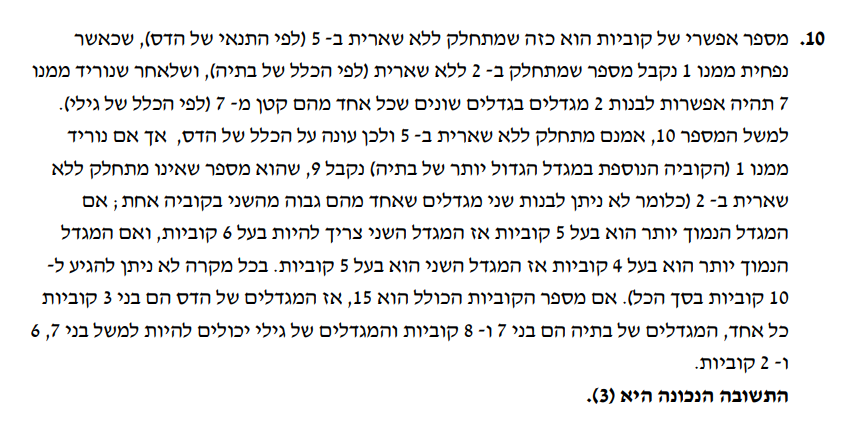 10. מספר אפשרי של קוביות הוא כזה שמתחלק ללא שארית ב- 5 (לפי התנאי של הדס), שכאשר
נפחית ממנו 1 נקבל מספר שמתחלק ב- 2 ללא שארית (לפי הכלל של בתיה), ושלאחר שנוריד ממנו
7 תהיה אפשרות לבנות 2 מגדלים בגדלים שונים שכל אחד מהם קטן מ- 7 (לפי הכלל של גילי).
למשל המספר 10, אמנם מתחלק ללא שארית ב- 5 ולכן עונה על הכלל של הדס, אך אם נוריד
ממנו 1 (הקוביה הנוספת במגדל הגדול יותר של בתיה) נקבל 9, שהוא מספר שאינו מתחלק ללא
שארית ב- 2 (כלומר לא ניתן לבנות שני מגדלים שאחד מהם גבוה מהשני בקוביה אחת; אם
המגדל הנמוך יותר הוא בעל 5 קוביות אז המגדל השני צריך להיות בעל 6 קוביות, ואם המגדל
הנמוך יותר הוא בעל 4 קוביות אז המגדל השני הוא בעל 5 קוביות. בכל מקרה לא ניתן להגיע ל-
10 קוביות בסך הכל). אם מספר הקוביות הכולל הוא 15, אז המגדלים של הדס הם בני 3 קוביות
כל אחד, המגדלים של בתיה הם בני 7 ו- 8 קוביות והמגדלים של גילי יכולים להיות למשל בני 7, 6
ו- 2 קוביות.
התשובה הנכונה היא (3).